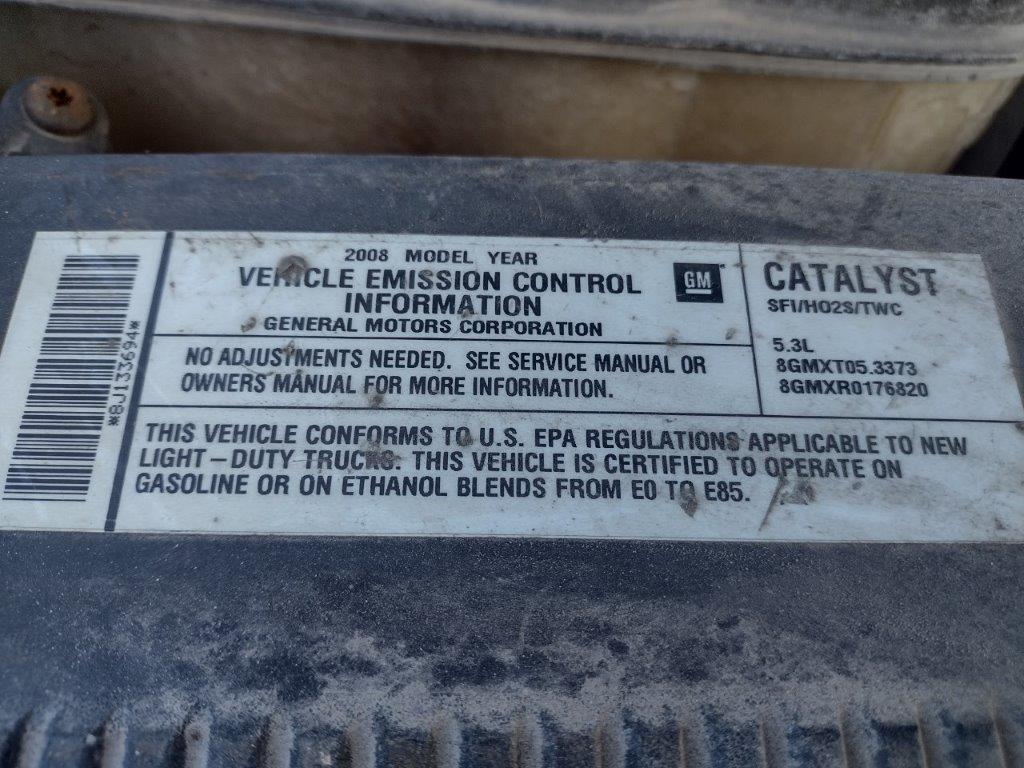 2008 MODEL YEAR
VEHICLE EMISSION CONTROL
INFORMATION
GENERAL MOTORS CORPORATION
GM
NO ADJUSTMENTS NEEDED. SEE SERVICE MANUAL OR
OWNERS MANUAL FOR MORE INFORMATION.
CATALYST
SFI/HO2S/TWC
5.3L
8GMXT05.3373
8GMXR0176820
THIS VEHICLE CONFORMS TO U.S. EPA REGULATIONS APPLICABLE TO NEW
LIGHT-DUTY TRUCKS. THIS VEHICLE IS CERTIFIED TO OPERATE ON
GASOLINE OR ON ETHANOL BLENDS FROM E0 TO E85.
*8J133694*